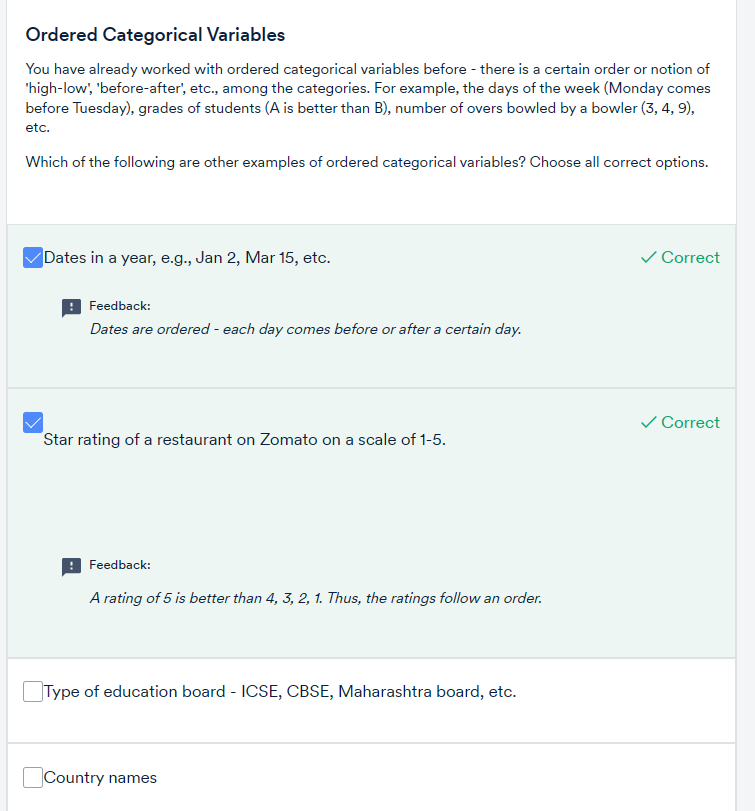 Ordered Categorical Variables
You have already worked with ordered categorical variables before - there is a certain order or notion of
'high-low', 'before-after', etc., among the categories. For example, the days of the week (Monday comes
before Tuesday), grades of students (A is better than B), number of overs bowled by a bowler (3, 4, 9),
etc.
Which of the following are other examples of ordered categorical variables? Choose all correct options.
Dates in a year, e.g., Jan 2, Mar 15, etc.
Correct
Feedback:
Dates are ordered - each day comes before or after a certain day.
Correct
Star rating of a restaurant on Zomato on a scale of 1-5.
Feedback:
A rating of 5 is better than 4, 3, 2, 1. Thus, the ratings follow an order.
Type of education board - ICSE, CBSE, Maharashtra board, etc.
Country names